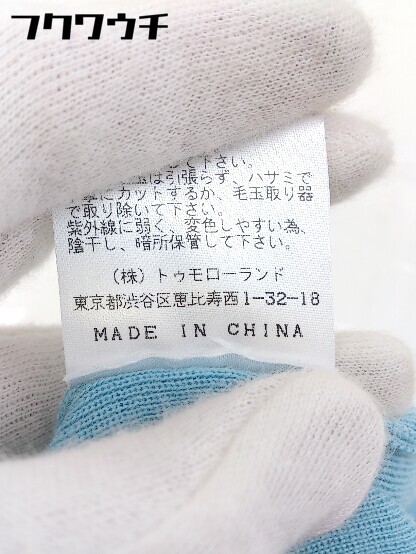 フクワウチ
して下さい。
玉は引張らず、ハサミで
にカットするか、毛玉取り器
で取り除いて下さい。
紫外線に弱く、変色しやすい為、
陰干し、暗所保管して下さい。
(株)トゥモローランド
東京都渋谷区恵比寿西1-32-18
MADE IN CHINA